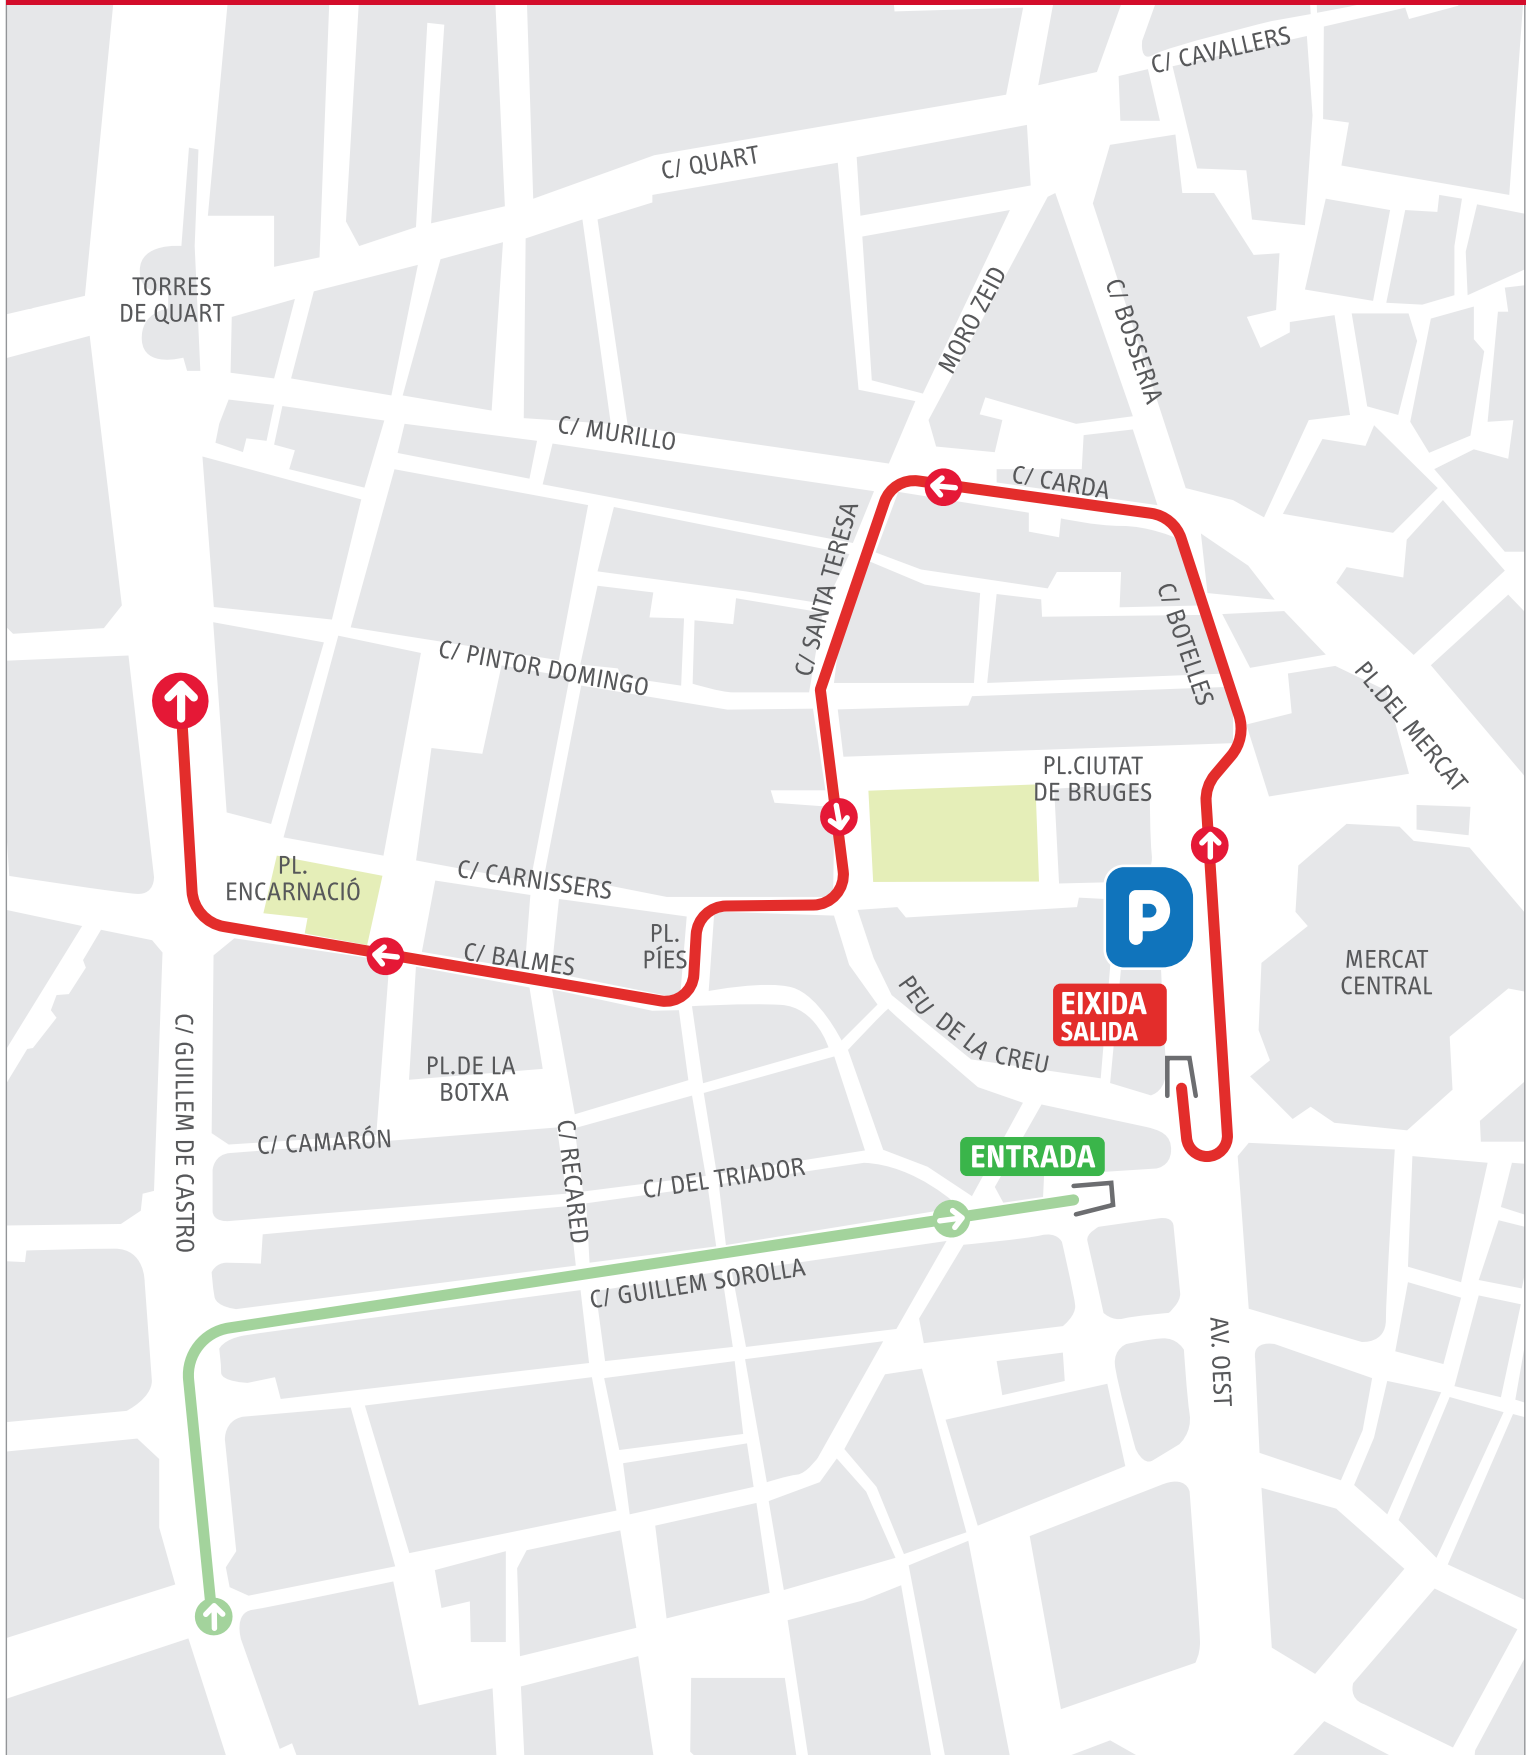 C/ CAVALLERS
C/ QUART
TORRES
DE QUART
MORO ZEID
C/ BOSSERIA
C/ MURILLO
C/ CARDA
C/ SANTA TERESA
C/ BOTELLES
C/ PINTOR DOMINGO
PL.DEL MERCAT
PL.CIUTAT
DE BRUGES
PL.
ENCARNACIÓ
C/ CARNISSERS
P
PL.
PÍES
C/ BALMES
MERCAT
CENTRAL
PEU DE LA CREU
EIXIDA
SALIDA
C/ GUILLEM DE CASTRO
PL.DE LA
BOTXA
C/ CAMARÓN
C/ RECARED
ENTRADA
C/ DEL TRIADOR
C/ GUILLEM SOROLLA
AV. OEST